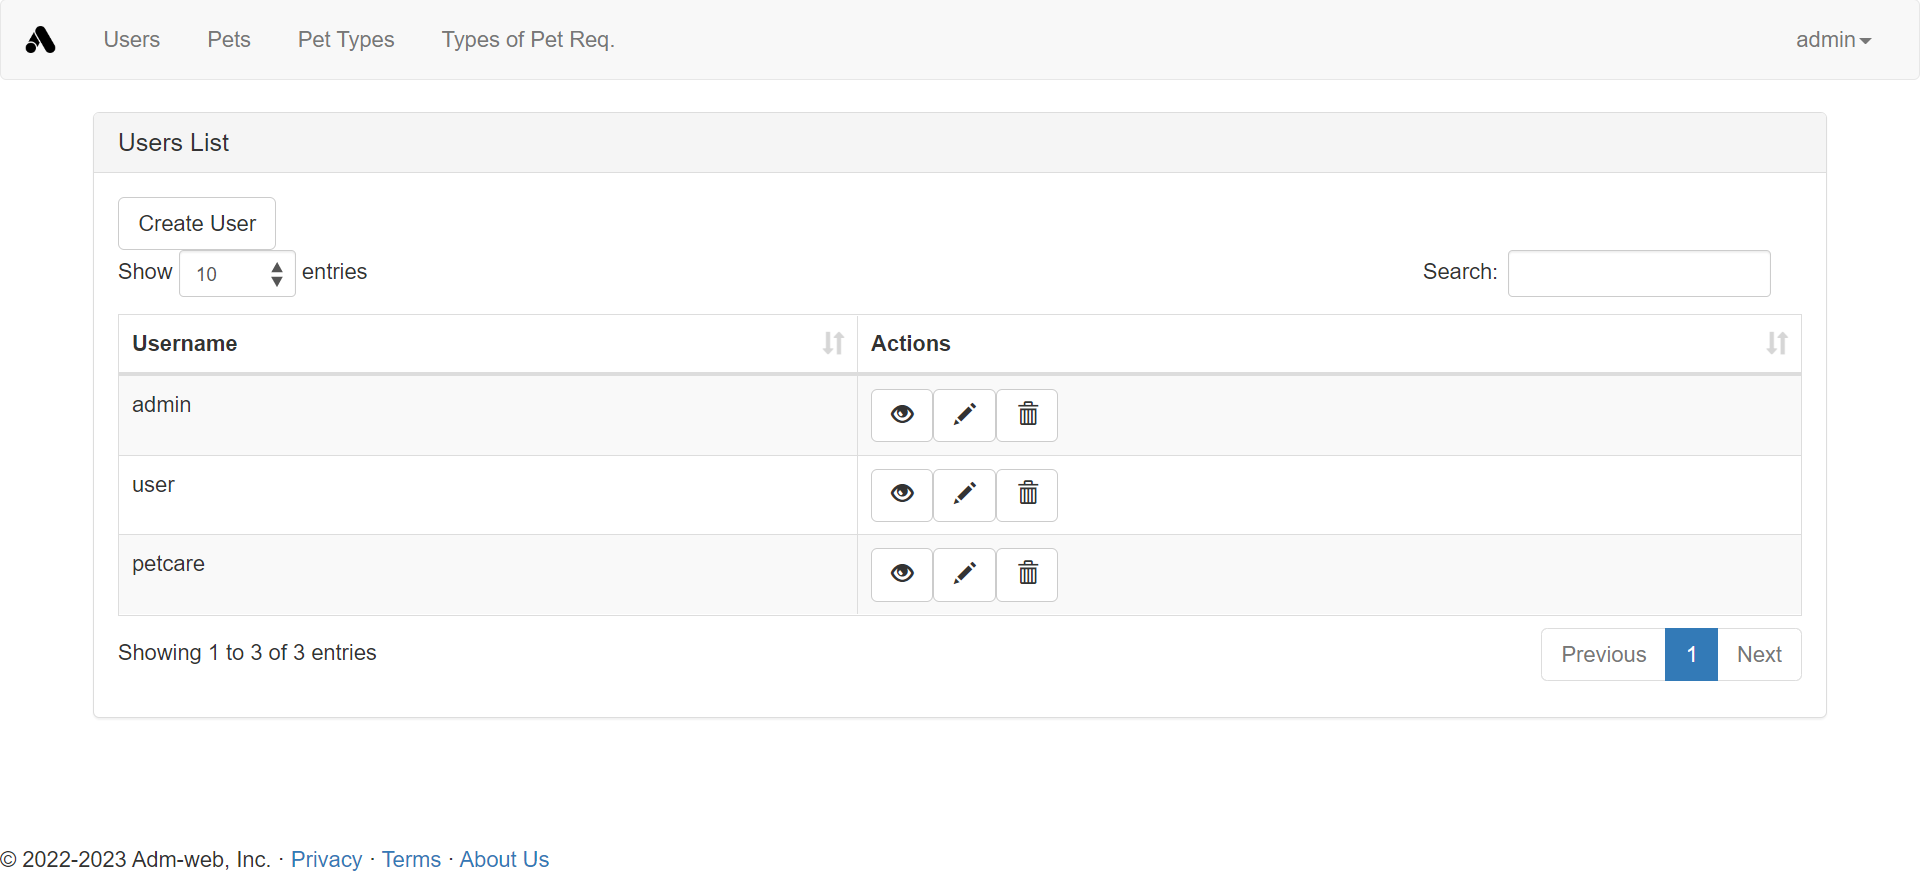 Users Pets Pet Types Types of Pet Req. admin
Users List
Create User
Show 10 entries Search:
Username Actions
admin
user
petcare
Showing 1 to 3 of 3 entries Previous 1 Next
© 2022-2023 Adm-web, Inc. · Privacy · Terms · About Us